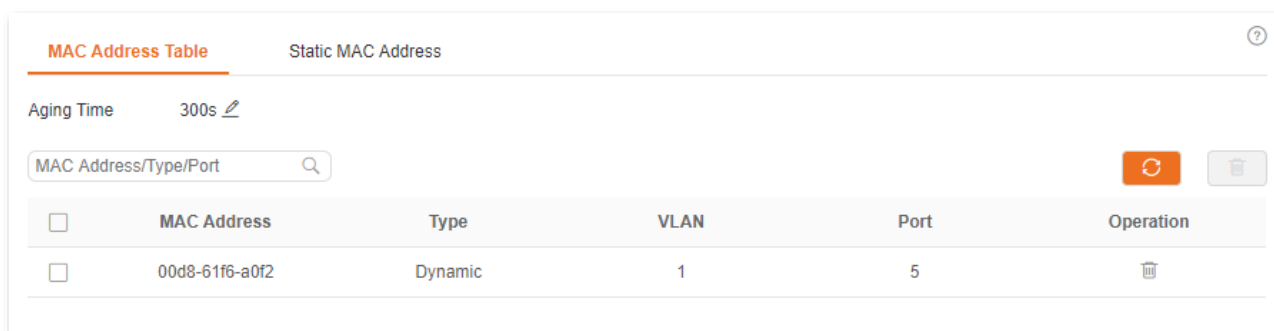 MAC Address Table Static MAC Address
Aging Time 300s
MAC Address/Type/Port
MAC Address Type VLAN Port Operation
00d8-61f6-a0f2 Dynamic 1 5